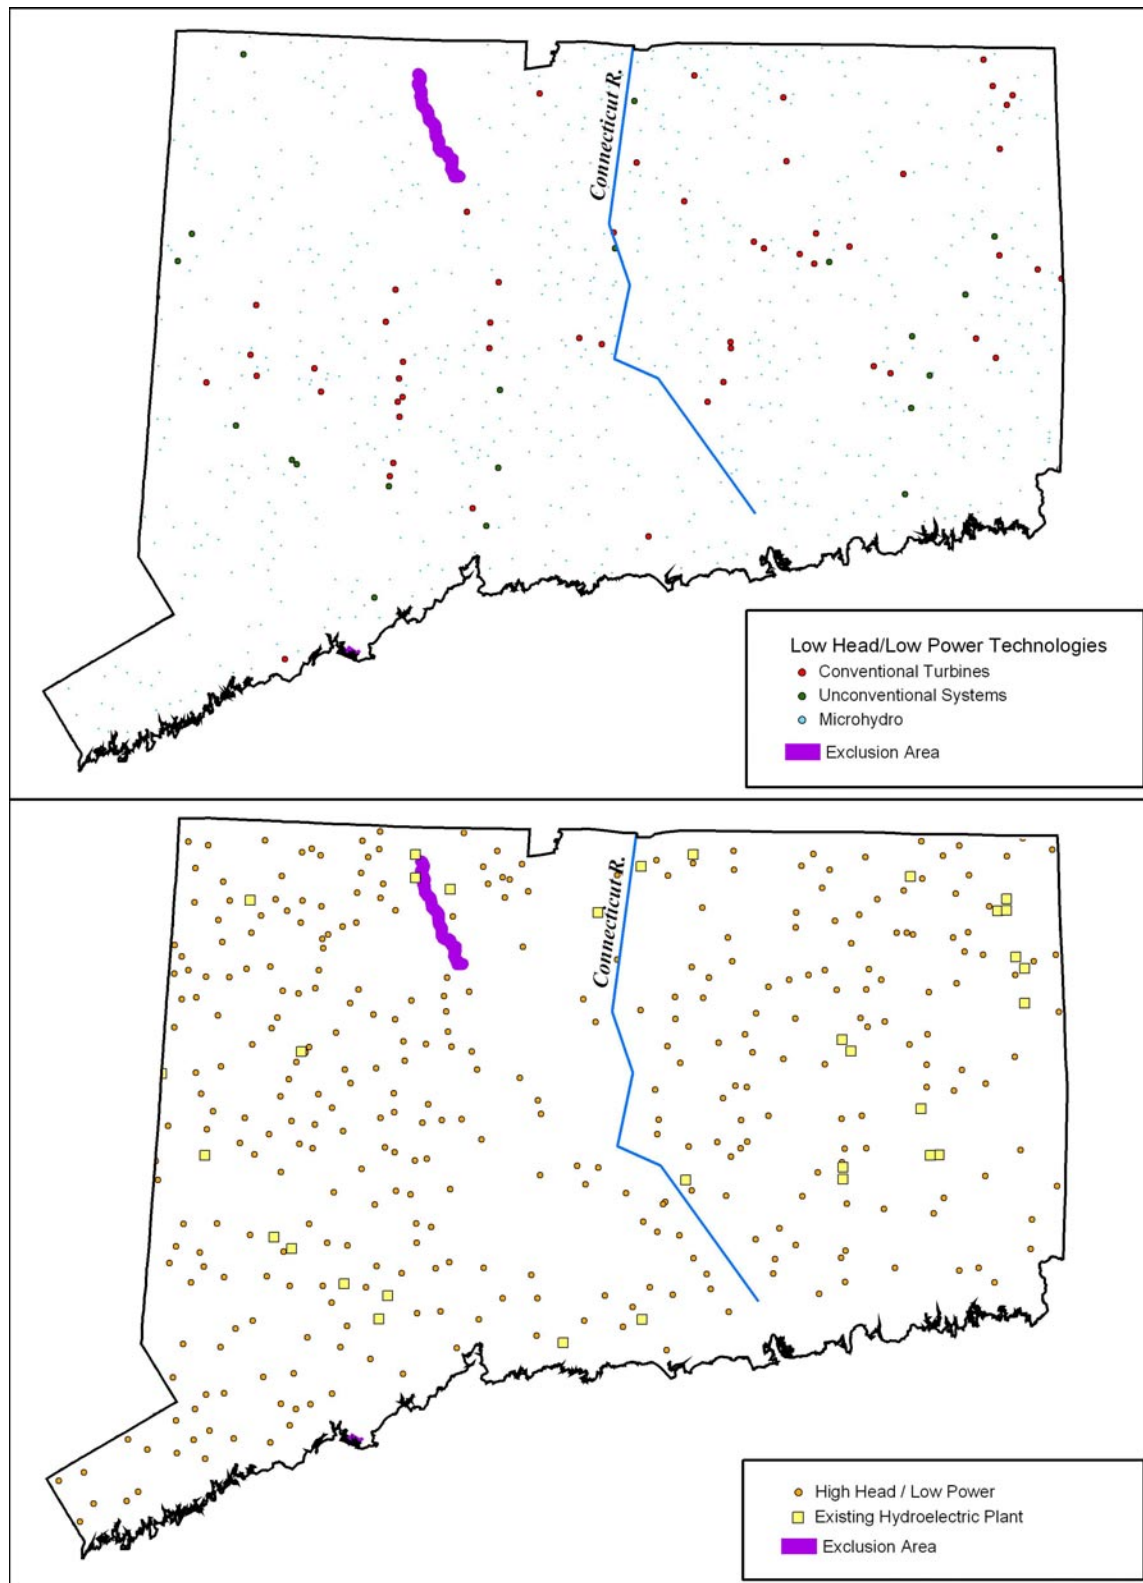 Connecticut R.
Low Head/Low Power Technologies
Conventional Turbines
Unconventional Systems
Microhydro
Exclusion Area
Connecticut R.
High Head / Low Power
Existing Hydroelectric Plant
Exclusion Area